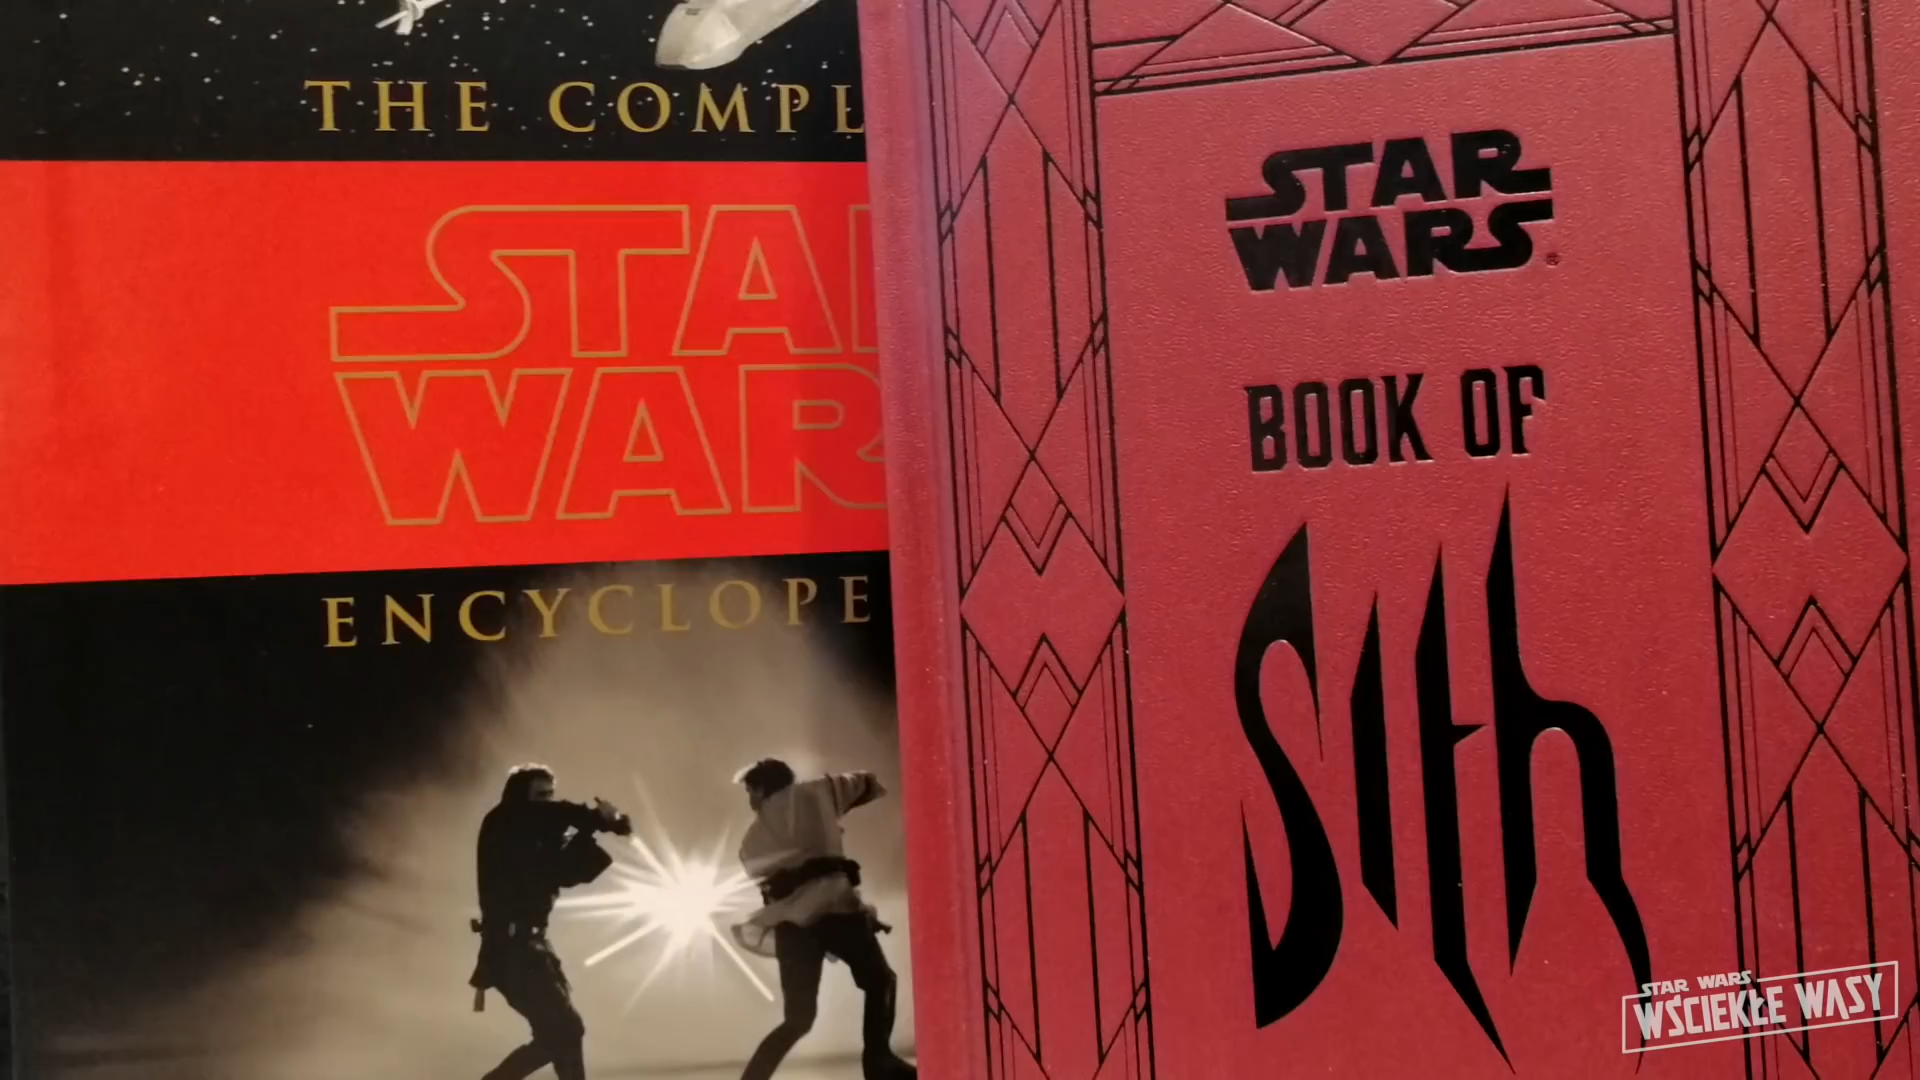 THE COMPL
STAR
WAR
ENCYCLOPE
STAR
WARS®
BOOK OF
Sith
STAR WARS
WŚCIEKŁE WĄSY